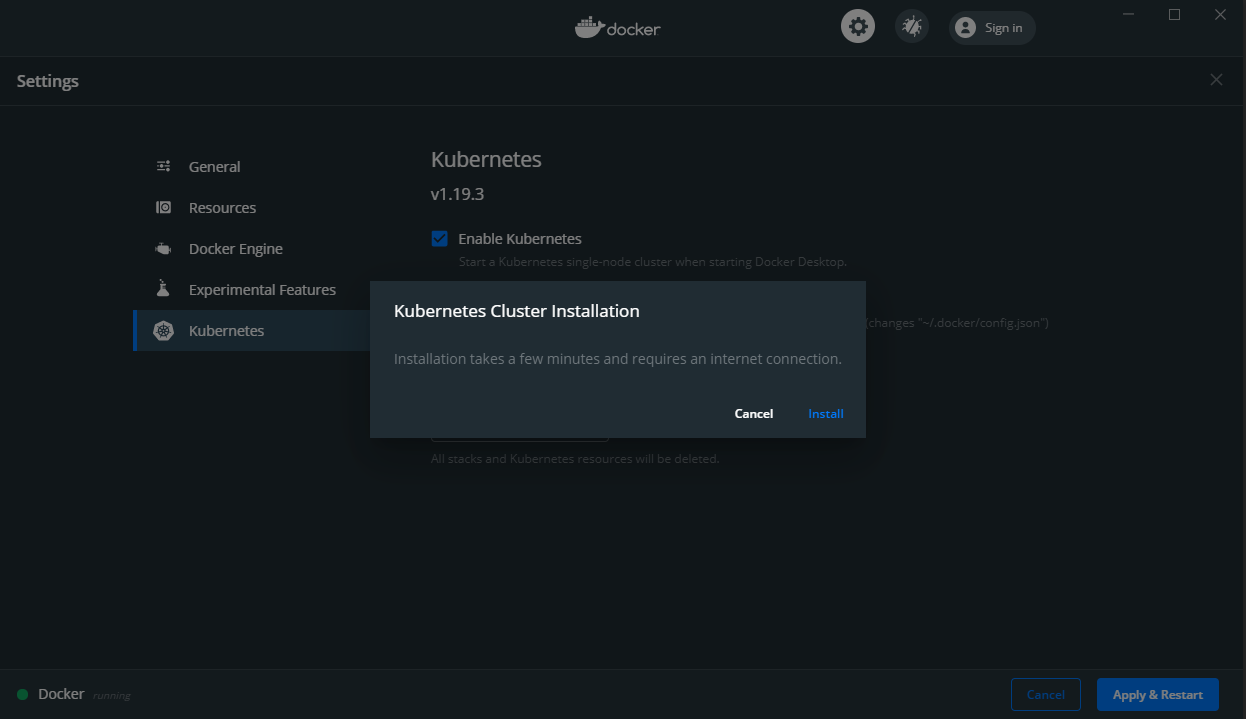 docker
Sign in
Settings
General
Resources
Docker Engine
Experimental Features
Kubernetes
Kubernetes
v1.19.3
Enable Kubernetes
Start a Kubernetes single-node cluster when starting Docker Desktop.
(changes "~/.docker/config.json")
Kubernetes Cluster Installation
Installation takes a few minutes and requires an internet connection.
Cancel
Install
All stacks and Kubernetes resources will be deleted.
Docker running
Cancel
Apply & Restart